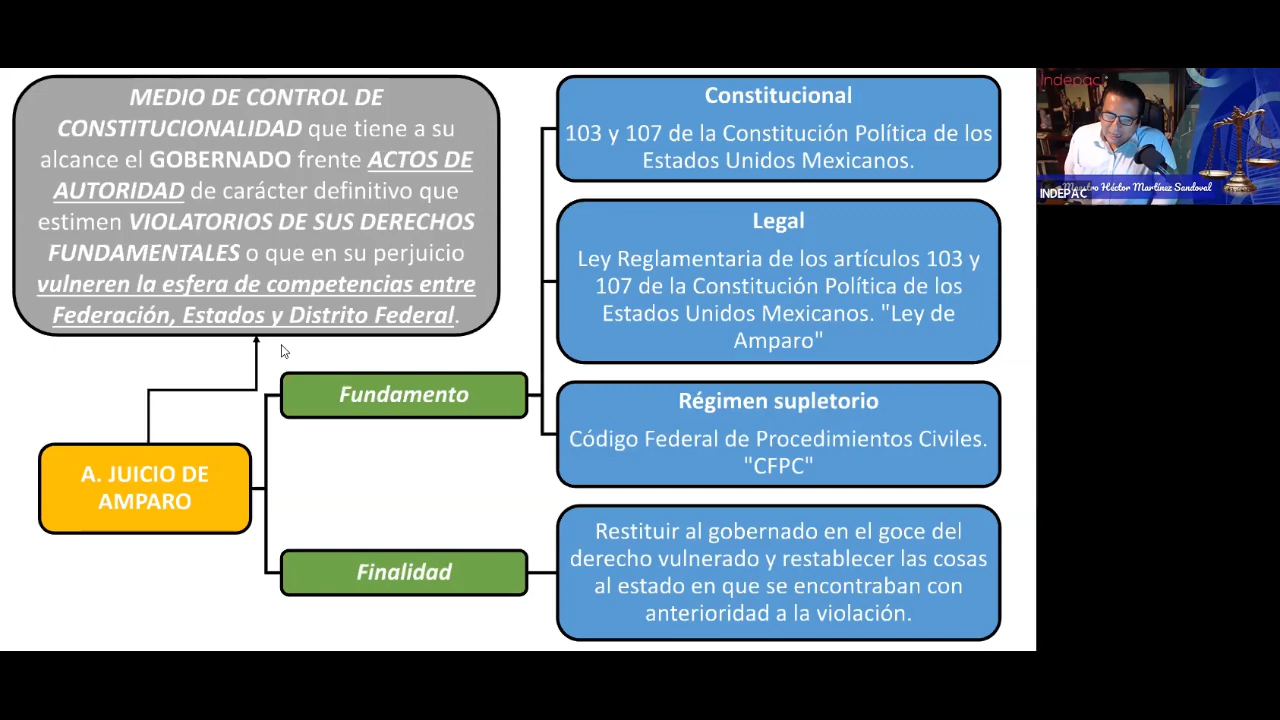 MEDIO DE CONTROL DE
CONSTITUCIONALIDAD que tiene a su
alcance el GOBERNADO frente ACTOS DE
AUTORIDAD de carácter definitivo que
estimen VIOLATORIOS DE SUS DERECHOS
FUNDAMENTALES o que en su perjuicio
vulneren la esfera de competencias entre
Federación, Estados y Distrito Federal.
A. JUICIO DE
AMPARO
Fundamento
Constitucional
103 y 107 de la Constitución Política de los
Estados Unidos Mexicanos.
Legal
Ley Reglamentaria de los artículos 103 y
107 de la Constitución Política de los
Estados Unidos Mexicanos. "Ley de
Amparo"
Régimen supletorio
Código Federal de Procedimientos Civiles.
"CFPC"
Finalidad
Restituir al gobernado en el goce del
derecho vulnerado y restablecer las cosas
al estado en que se encontraban con
anterioridad a la violación.
Indepac
Maestro Héctor Martínez Sandoval
INDEPAC